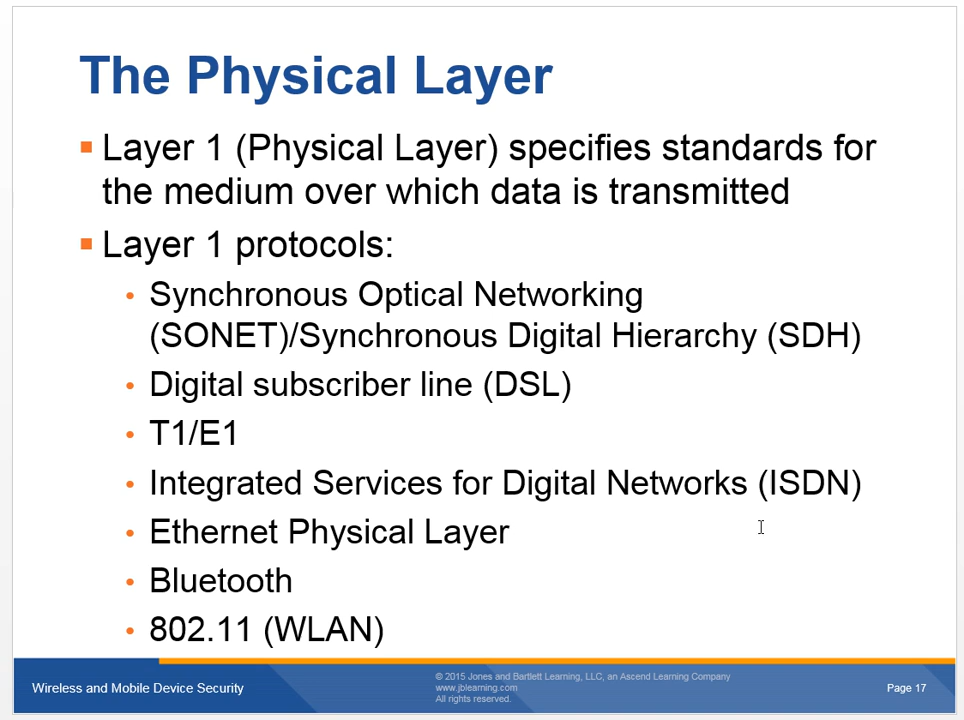 The Physical Layer
Layer 1 (Physical Layer) specifies standards for
the medium over which data is transmitted
Layer 1 protocols:
Synchronous Optical Networking
(SONET)/Synchronous Digital Hierarchy (SDH)
Digital subscriber line (DSL)
T1/E1
Integrated Services for Digital Networks (ISDN)
Ethernet Physical Layer
Bluetooth
802.11 (WLAN)
Wireless and Mobile Device Security
© 2015 Jones and Bartlett Learning, LLC, an Ascend Learning Company
www.jblearning.com
All rights reserved.
Page 17